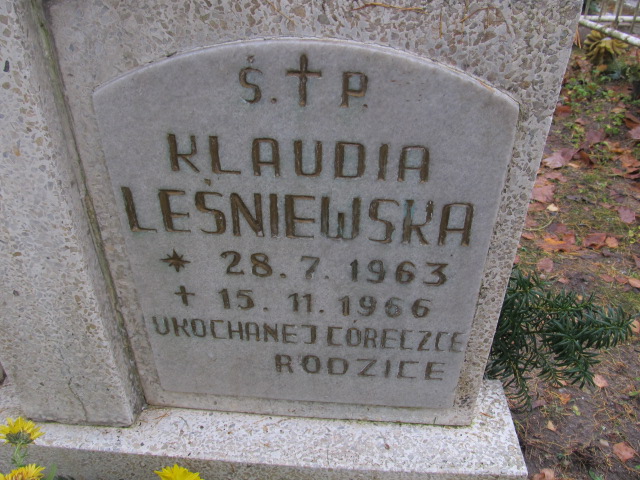 Ś. † P.
KLAUDIA
LEŚNIEWSKA
* 28. 7. 1963
† 15. 11. 1966
UKOCHANEJ CÓRECZCE
RODZICE